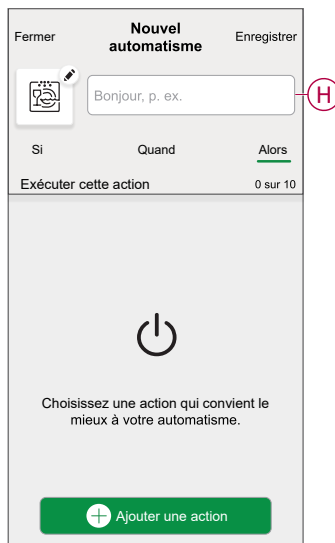 Fermer
Nouvel
automatisme
Enregistrer
Bonjour, p. ex.
H
Si
Quand
Alors
Exécuter cette action
0 sur 10
Choisissez une action qui convient le
mieux à votre automatisme.
Ajouter une action